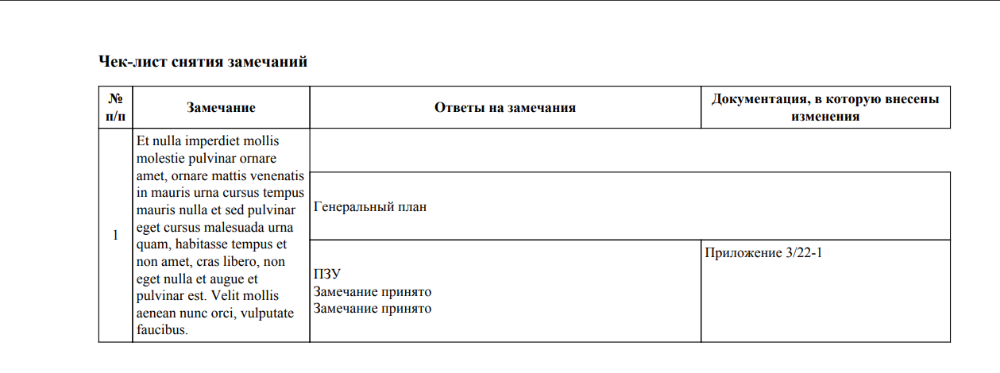 Чек-лист снятия замечаний
№
п/п
Замечание
Ответы на замечания
Документация, в которую внесены
изменения
1
Et nulla imperdiet mollis
molestie pulvinar ornare
amet, ornare mattis venenatis
in mauris urna cursus tempus
mauris nulla et sed pulvinar
eget cursus malesuada urna
quam, habitasse tempus et
non amet, cras libero, non
eget nulla et augue et
pulvinar est. Velit mollis
aenean nunc orci, vulputate
faucibus.
Генеральный план
ПЗУ
Замечание принято
Замечание принято
Приложение 3/22-1